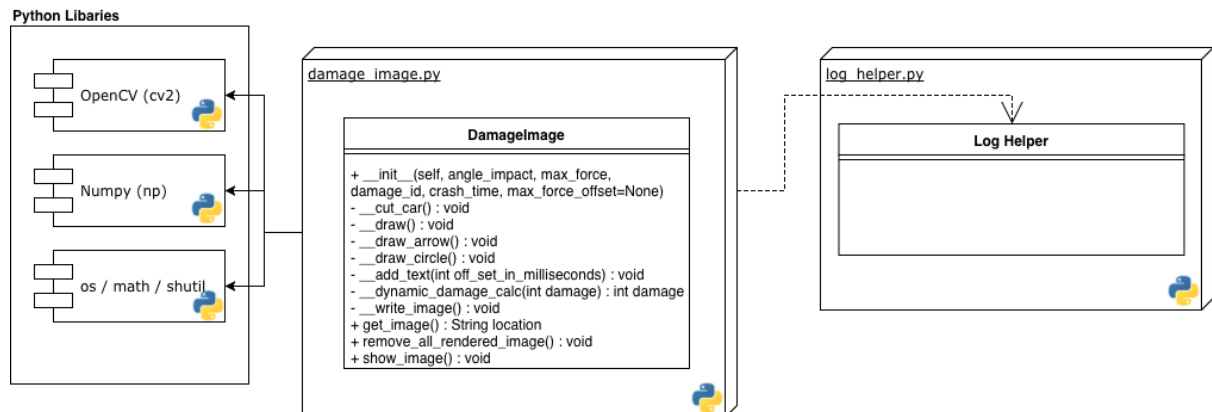 Python Libaries
OpenCV (cv2)
Numpy (np)
os / math / shutil
damage_image.py
DamageImage
+ __init__(self, angle_impact, max_force,
damage_id, crash_time, max_force_offset=None)
- __cut_car() : void
- __draw() : void
- __draw_arrow() : void
- __draw_circle() : void
- __add_text(int off_set_in_milliseconds) : void
- __dynamic_damage_calc(int damage) : int damage
- __write_image() : void
+ get_image() : String location
+ remove_all_rendered_image() : void
+ show_image() : void
log_helper.py
Log Helper